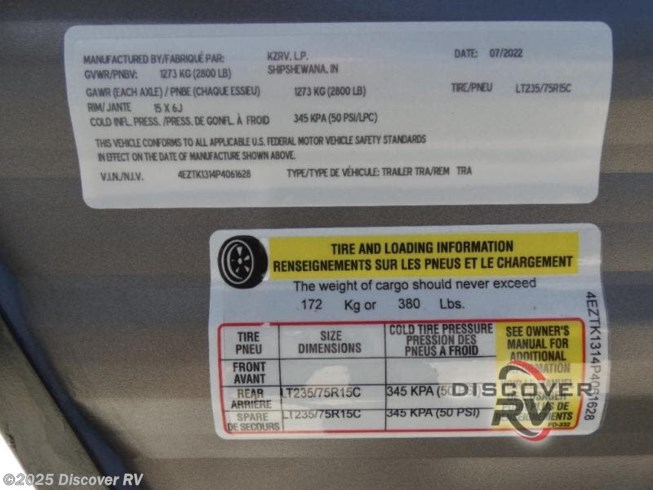 MANUFACTURED BY/FABRIQUÉ PAR: KZRV, L.P. DATE: 07/2022
SHIPSHEWANA, IN
GVWR/PNBV: 1273 KG (2800 LB)
GAWR (EACH AXLE) / PNBE (CHAQUE ESSIEU) 1273 KG (2800 LB) TIRE/PNEU LT235/75R15C
RIM/ JANTE 15 X 6J
COLD INFL. PRESS. /PRESS. DE GONFL. À FROID 345 KPA (50 PSI/LPC)
THIS VEHICLE CONFORMS TO ALL APPLICABLE U.S. FEDERAL MOTOR VEHICLE SAFETY STANDARDS
IN EFFECT ON THE DATE OF MANUFACTURE SHOWN ABOVE.
V.I.N./N.I.V. 4EZTK1314P4061628 TYPE/TYPE DE VÉHICULE: TRAILER TRA/REM TRA
TIRE AND LOADING INFORMATION
RENSEIGNEMENTS SUR LES PNEUS ET LE CHARGEMENT
The weight of cargo should never exceed
172 Kg or 380 Lbs.
TIRE SIZE COLD TIRE PRESSURE
PNEU DIMENSIONS PRESSION DES
PNEUS A FROID
SEE OWNER'S
MANUAL FOR
ADDITIONAL
FRONT
AVANT
REAR LT235/75R15C 345 KPA (50
ARRIÈRE
SPARE LT235/75R15C 345 KPA (50 PSI)
DE SECOURS
4EZTK1314P4061628
DISCOVER
RV
©2025 Discover RV